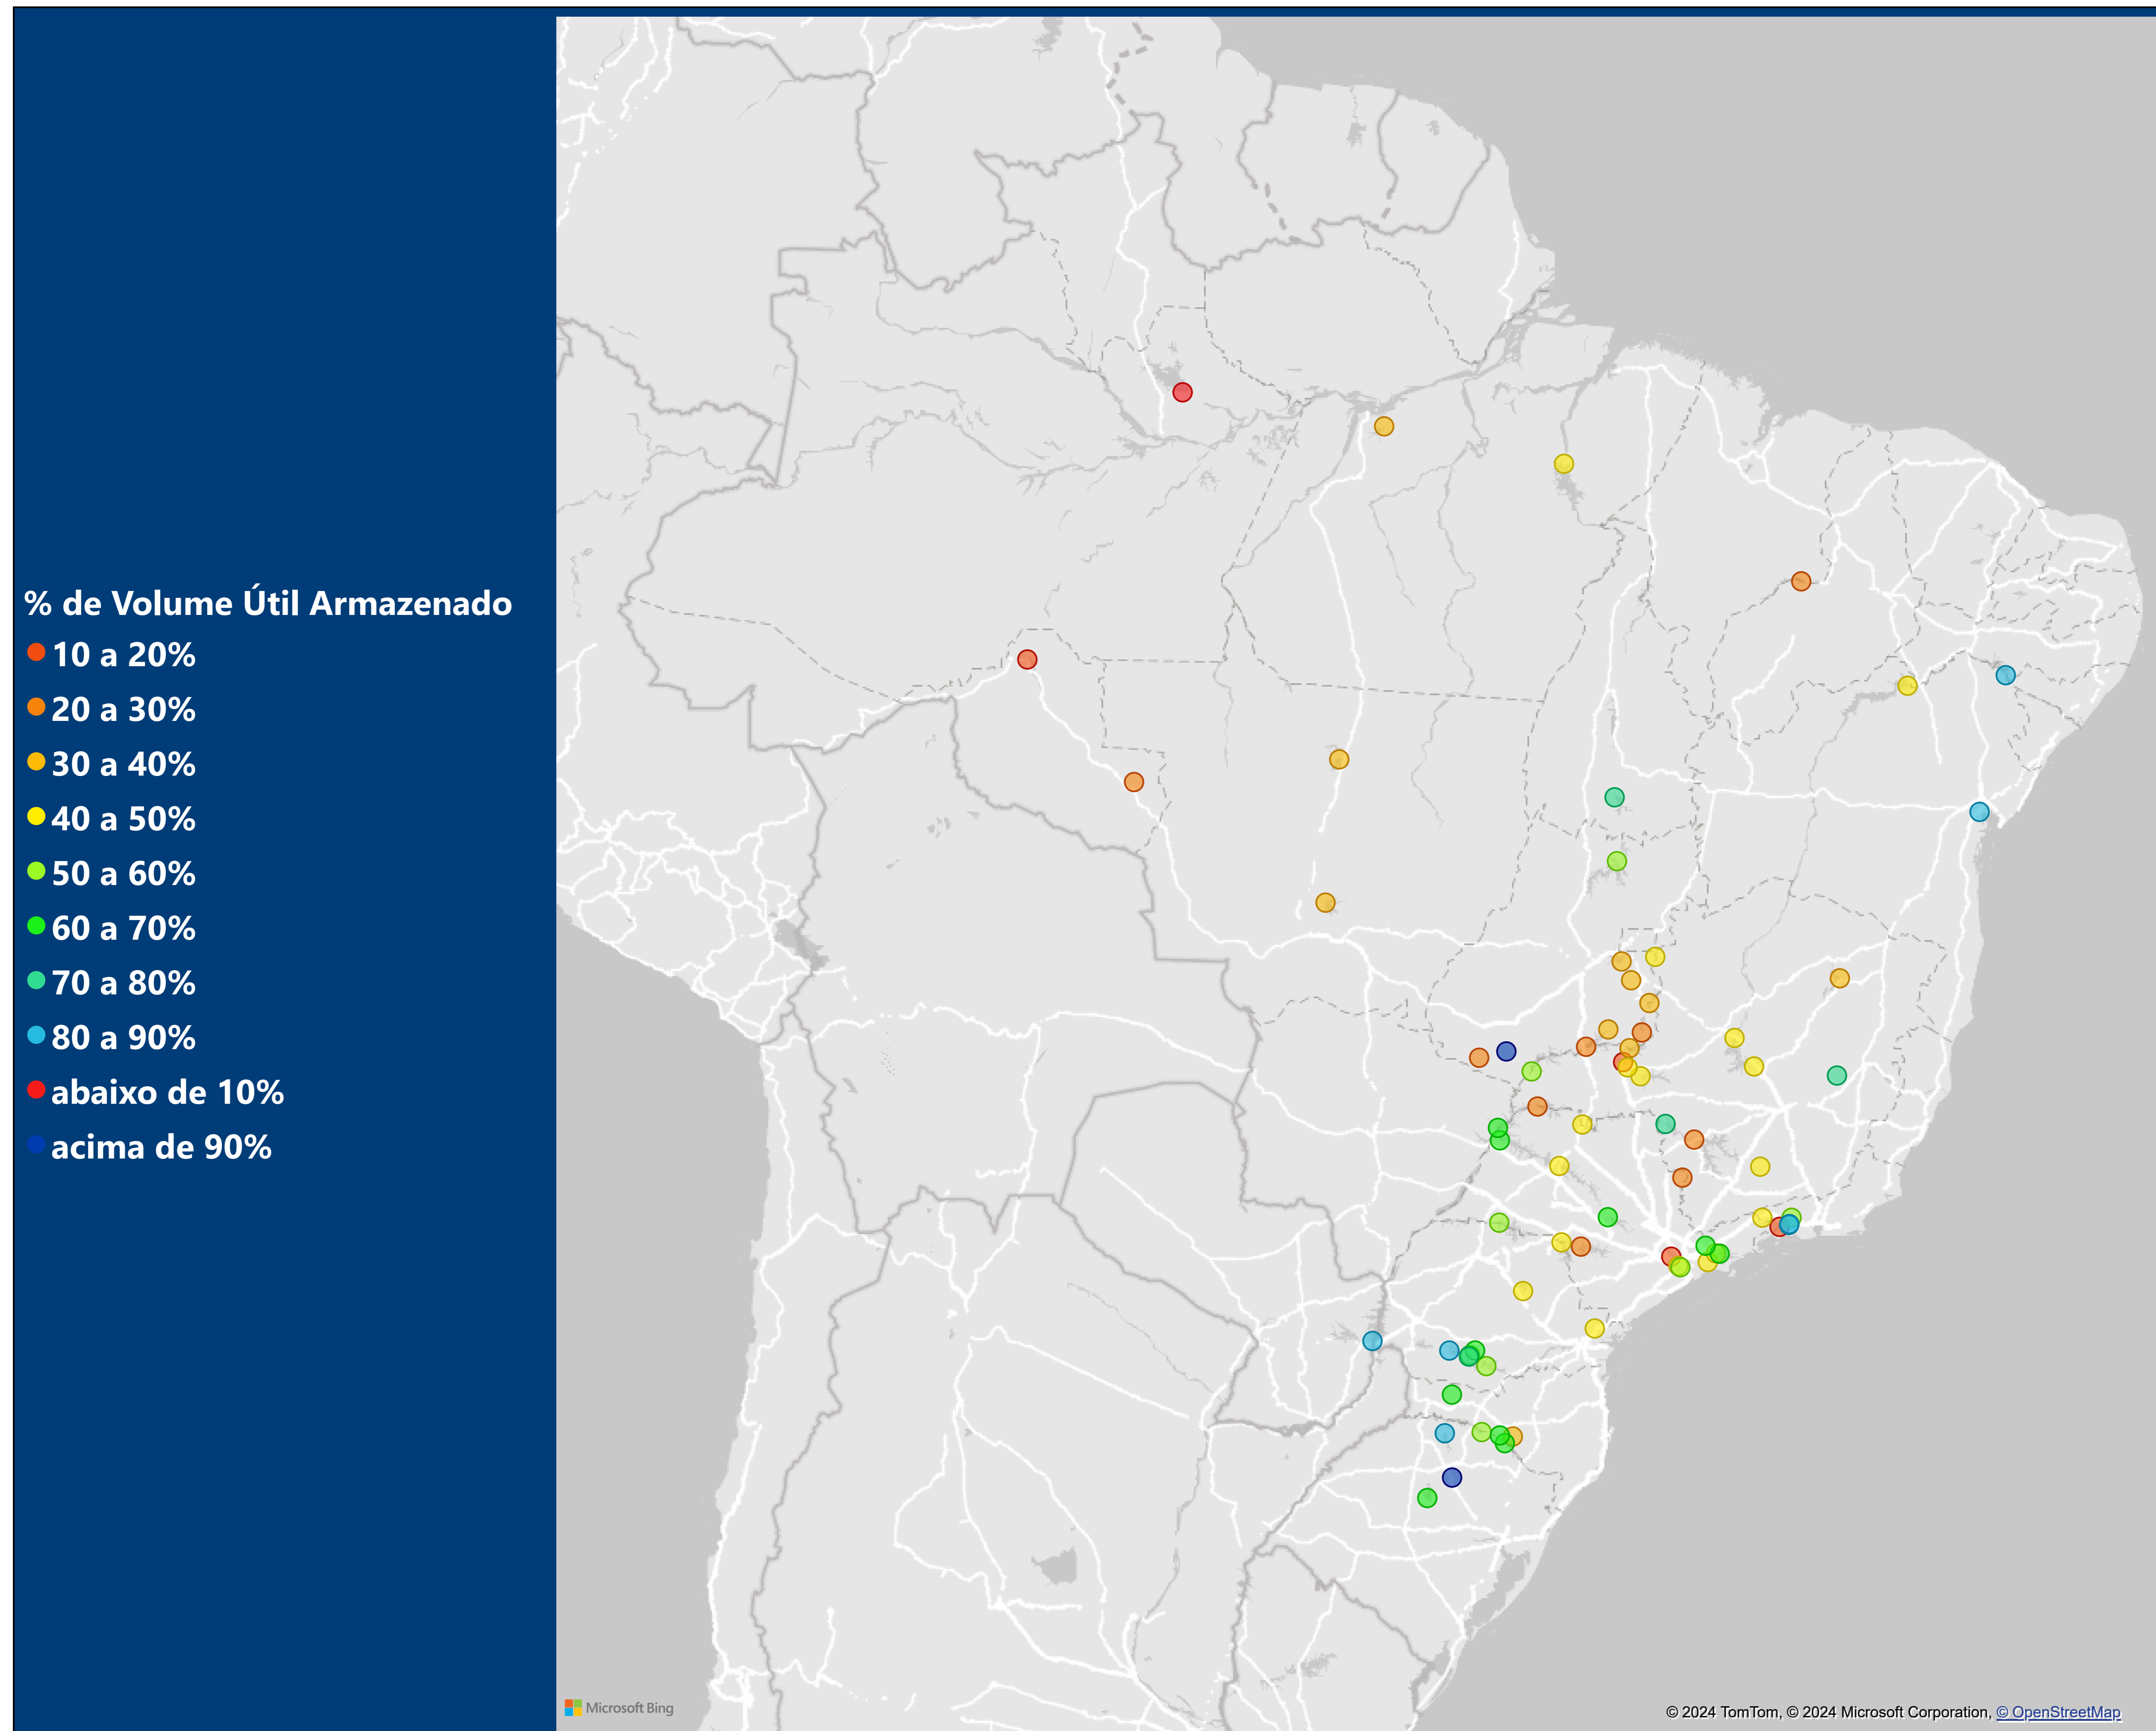 % de Volume Útil Armazenado
10 a 20%
20 a 30%
30 a 40%
40 a 50%
50 a 60%
60 a 70%
70 a 80%
80 a 90%
abaixo de 10%
acima de 90%
Microsoft Bing
© 2024 TomTom, © 2024 Microsoft Corporation, © OpenStreetMap